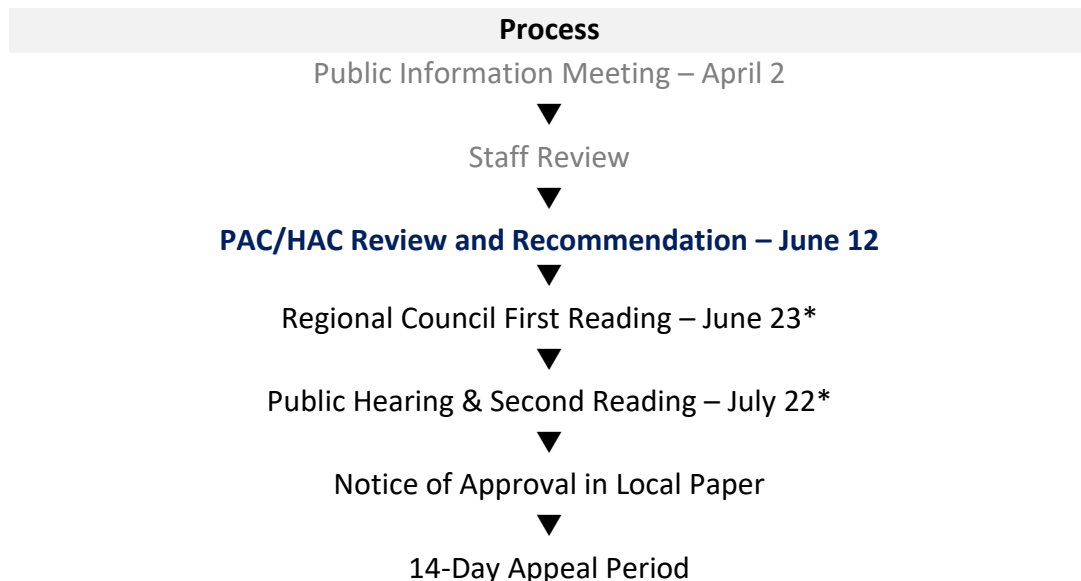 Process
Public Information Meeting – April 2
▼
Staff Review
▼
PAC/HAC Review and Recommendation – June 12
▼
Regional Council First Reading – June 23*
▼
Public Hearing & Second Reading – July 22*
▼
Notice of Approval in Local Paper
▼
14-Day Appeal Period